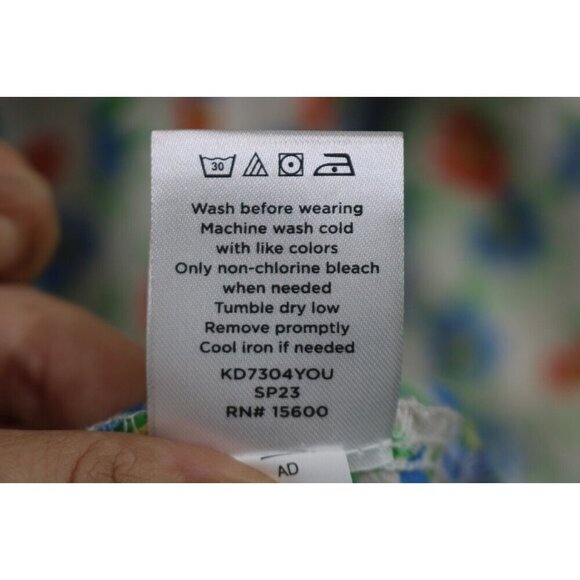 30
Wash before wearing
Machine wash cold
with like colors
Only non-chlorine bleach
when needed
Tumble dry low
Remove promptly
Cool iron if needed
KD7304YOU
SP23
RN# 15600
AD